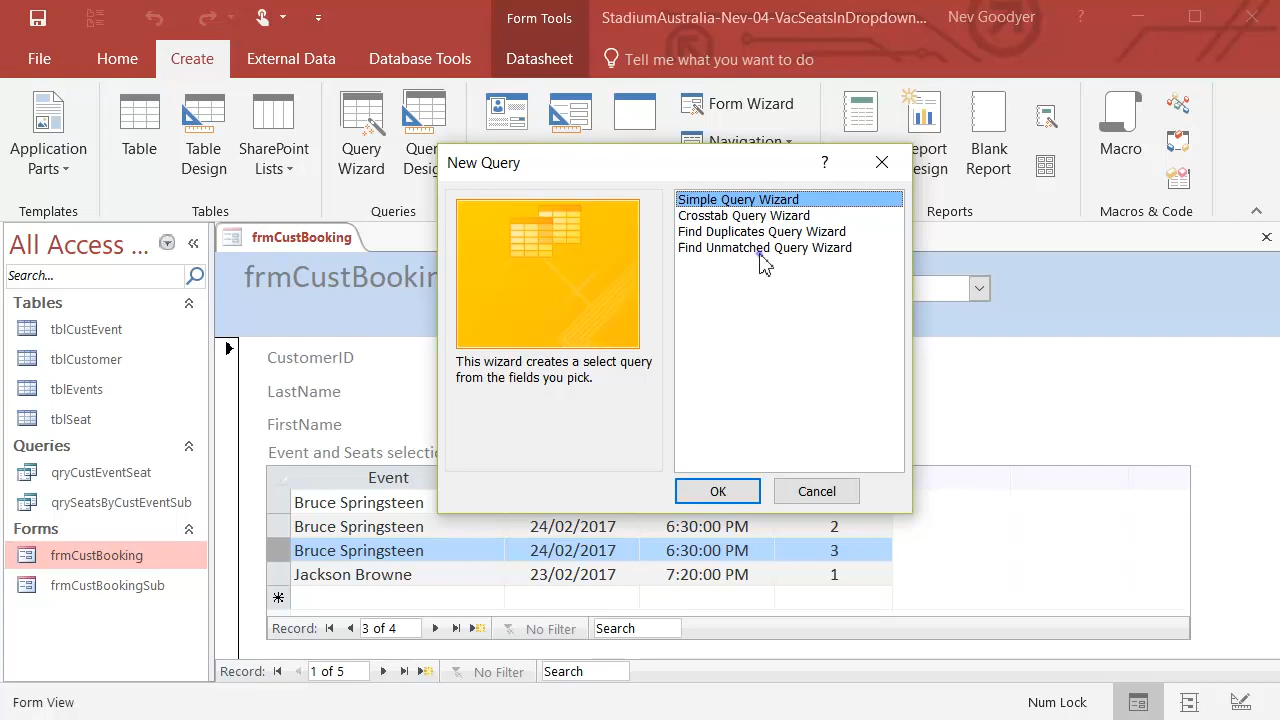 Form Tools
StadiumAustralia-Nev-04-VacSeatsInDropdown...
Nev Goodyer
?
File
Home
Create
External Data
Database Tools
Datasheet
Tell me what you want to do
Application
Parts
Table
Table
Design
SharePoint
Lists
Query
Wizard
Form Wizard
Blank
Report
Macro
Templates
Tables
Queries
Reports
Macros & Code
New Query
?
Simple Query Wizard
Crosstab Query Wizard
Find Duplicates Query Wizard
Find Unmatched Query Wizard
This wizard creates a select query
from the fields you pick.
OK
Cancel
All Access ...
Search...
Tables
tblCustEvent
tblCustomer
tblEvents
tblSeat
Queries
qryCustEventSeat
qrySeatsByCustEventSub
Forms
frmCustBooking
frmCustBookingSub
frmCustBooking
frmCustBookin
CustomerID
LastName
FirstName
Event and Seats selectio
Event
Bruce Springsteen
Bruce Springsteen 24/02/2017 6:30:00 PM 2
Bruce Springsteen 24/02/2017 6:30:00 PM 3
Jackson Browne 23/02/2017 7:20:00 PM 1
Record: 3 of 4 No Filter Search
Record: 1 of 5 No Filter Search
Form View
Num Lock